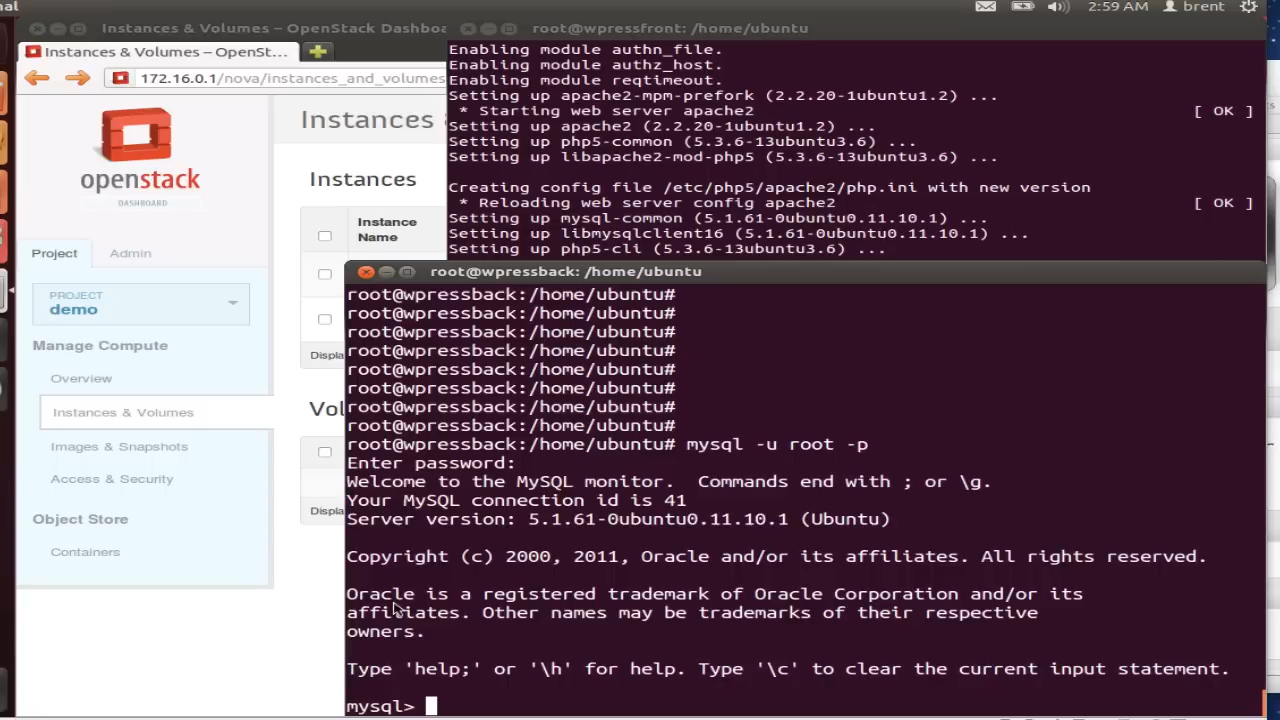 nal
2:59 AM
brent
Instances & Volumes – OpenStack Dashboa
Instances & Volumes – OpenSt...
172.16.0.1/nova/instances_and_volumes
openstack
DASHBOARD
Project
Admin
PROJECT
demo
Manage Compute
Overview
Instances & Volumes
Images & Snapshots
Access & Security
Object Store
Containers
Instances
Instances
Instance
Name
Displa
Vol
Displa
root@wpressfront: /home/ubuntu
Enabling module authn_file.
Enabling module authz_host.
Enabling module reqtimeout.
Setting up apache2-mpm-prefork (2.2.20-1ubuntu1.2) ...
* Starting web server apache2 [ OK ]
Setting up apache2 (2.2.20-1ubuntu1.2) ...
Setting up php5-common (5.3.6-13ubuntu3.6) ...
Setting up libapache2-mod-php5 (5.3.6-13ubuntu3.6) ...
Creating config file /etc/php5/apache2/php.ini with new version
* Reloading web server config apache2 [ OK ]
Setting up mysql-common (5.1.61-0ubuntu0.11.10.1) ...
Setting up libmysqlclient16 (5.1.61-0ubuntu0.11.10.1) ...
Setting up php5-cli (5.3.6-13ubuntu3.6) ...
root@wpressback: /home/ubuntu
root@wpressback:/home/ubuntu#
root@wpressback:/home/ubuntu#
root@wpressback:/home/ubuntu#
root@wpressback:/home/ubuntu#
root@wpressback:/home/ubuntu#
root@wpressback:/home/ubuntu#
root@wpressback:/home/ubuntu#
root@wpressback:/home/ubuntu#
root@wpressback:/home/ubuntu# mysql -u root -p
Enter password:
Welcome to the MySQL monitor.  Commands end with ; or \g.
Your MySQL connection id is 41
Server version: 5.1.61-0ubuntu0.11.10.1 (Ubuntu)
Copyright (c) 2000, 2011, Oracle and/or its affiliates. All rights reserved.
Oracle is a registered trademark of Oracle Corporation and/or its
affiliates. Other names may be trademarks of their respective
owners.
Type 'help;' or '\h' for help. Type '\c' to clear the current input statement.
mysql>